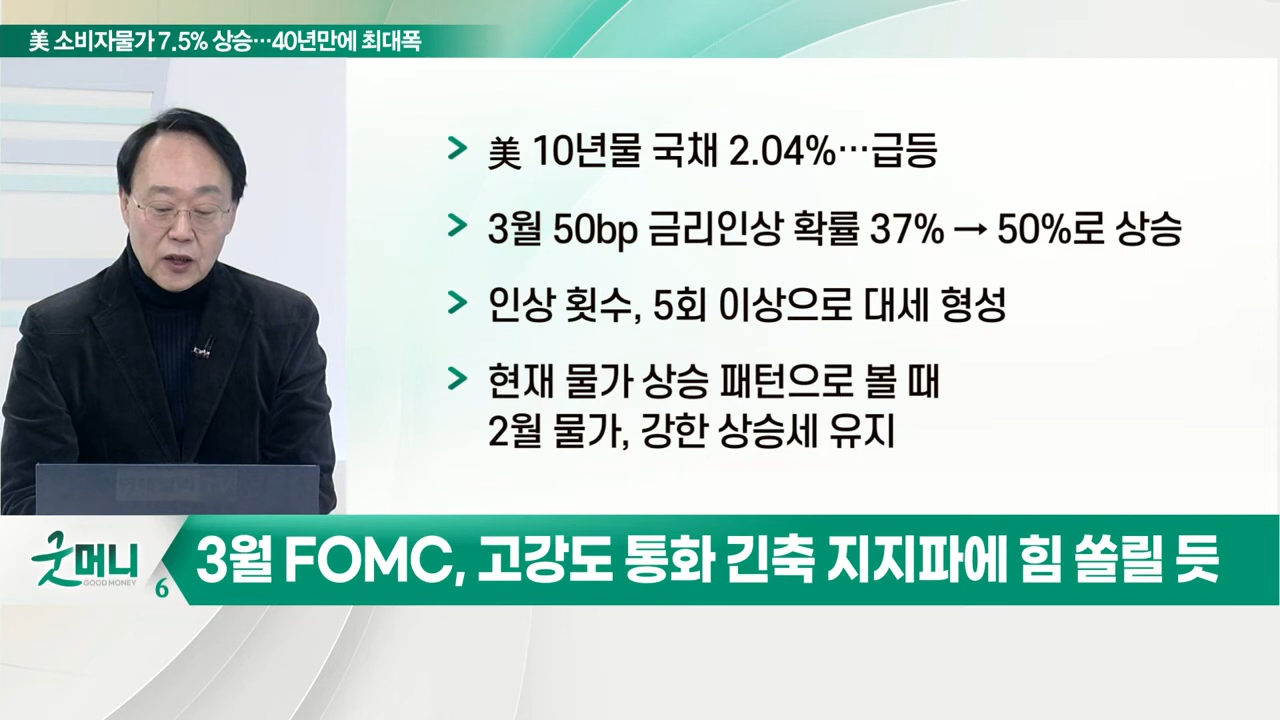 美 소비자물가 7.5% 상승…40년만에 최대폭
美 10년물 국채 2.04%…급등
3월 50bp 금리인상 확률 37% → 50%로 상승
인상 횟수, 5회 이상으로 대세 형성
현재 물가 상승 패턴으로 볼 때
2월 물가, 강한 상승세 유지
굿머니
GOOD MONEY
6
3월 FOMC, 고강도 통화 긴축 지지파에 힘 쏠릴 듯